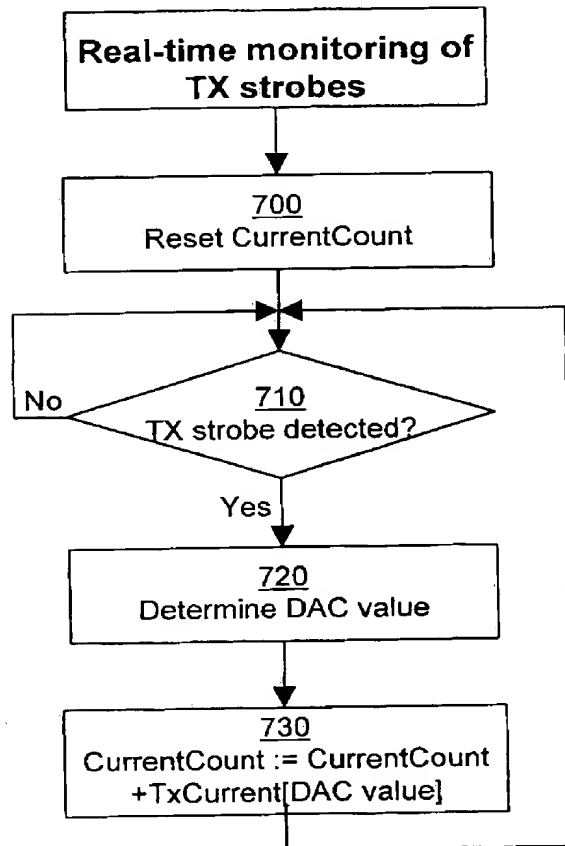 Real-time monitoring of
TX strobes
700
Reset CurrentCount
No
710
TX strobe detected?
Yes
720
Determine DAC value
730
CurrentCount := CurrentCount
+TxCurrent[DAC value]